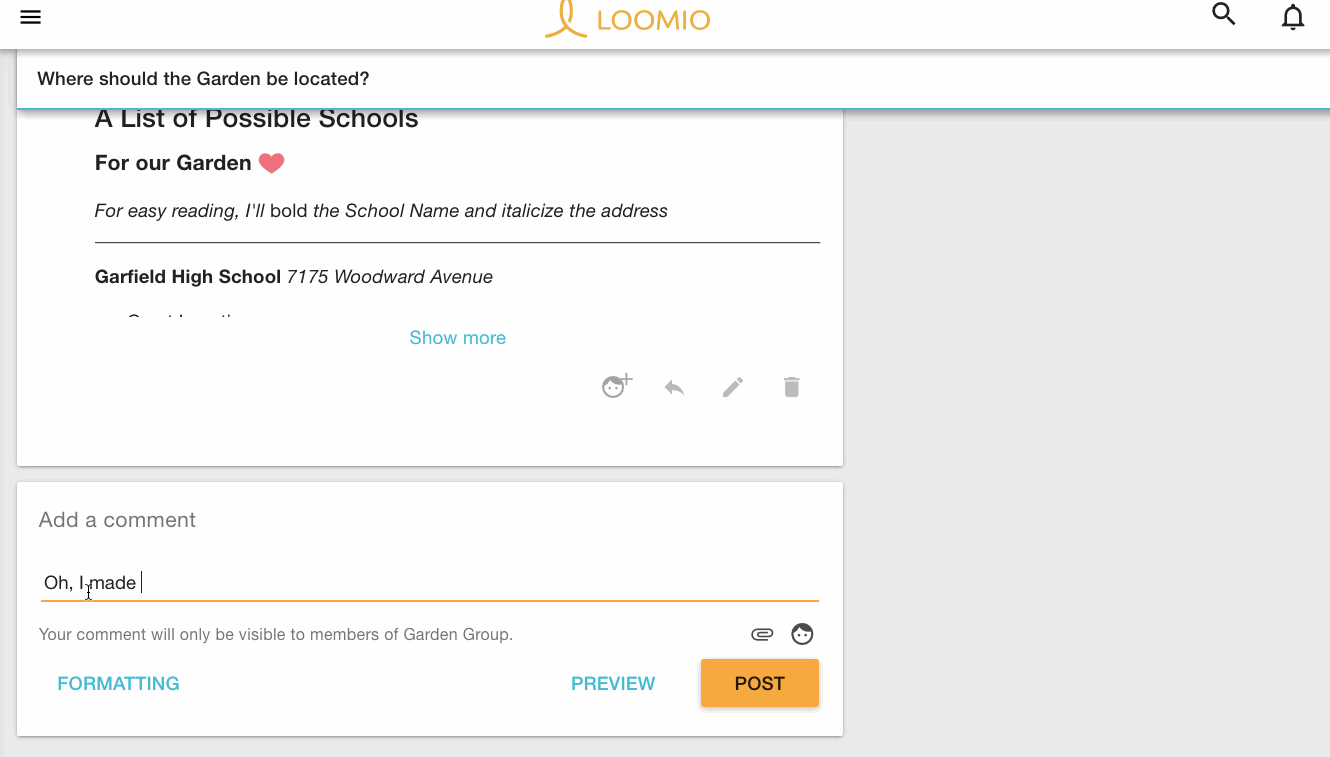 LOOMIO
Where should the Garden be located?
A List of Possible Schools
For our Garden
For easy reading, I'll bold the School Name and italicize the address
Garfield High School 7175 Woodward Avenue
Show more
Add a comment
Oh, I made
Your comment will only be visible to members of Garden Group.
FORMATTING PREVIEW POST